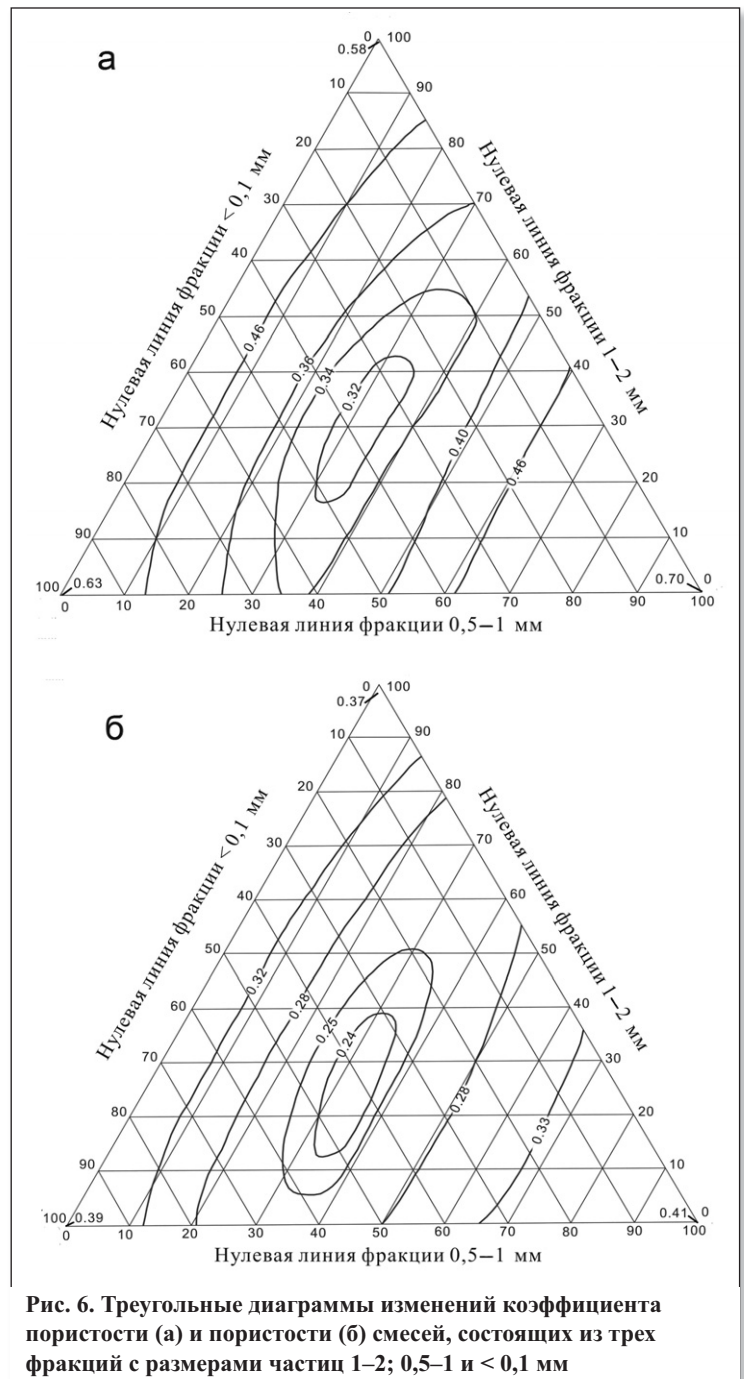 а
0 100
0.58
10 90
20 80
30 70
40 60
50 50
60 40
70 30
80 20
90 10
100 0.63
0.70 0
0 10 20 30 40 50 60 70 80 90 100
Нулевая линия фракции < 0,1 мм
Нулевая линия фракции 1–2 мм
0.46
0.36
0.34
0.32
0.40
0.46
Нулевая линия фракции 0,5–1 мм
б
0 100
0.37
10 90
20 80
30 70
40 60
50 50
60 40
70 30
80 20
90 10
100 0.39
0.41 0
0 10 20 30 40 50 60 70 80 90 100
Нулевая линия фракции < 0,1 мм
Нулевая линия фракции 1–2 мм
0.32
0.28
0.25
0.24
0.28
0.33
Нулевая линия фракции 0,5–1 мм
Рис. 6. Треугольные диаграммы изменений коэффициента
пористости (а) и пористости (б) смесей, состоящих из трех
фракций с размерами частиц 1–2; 0,5–1 и < 0,1 мм